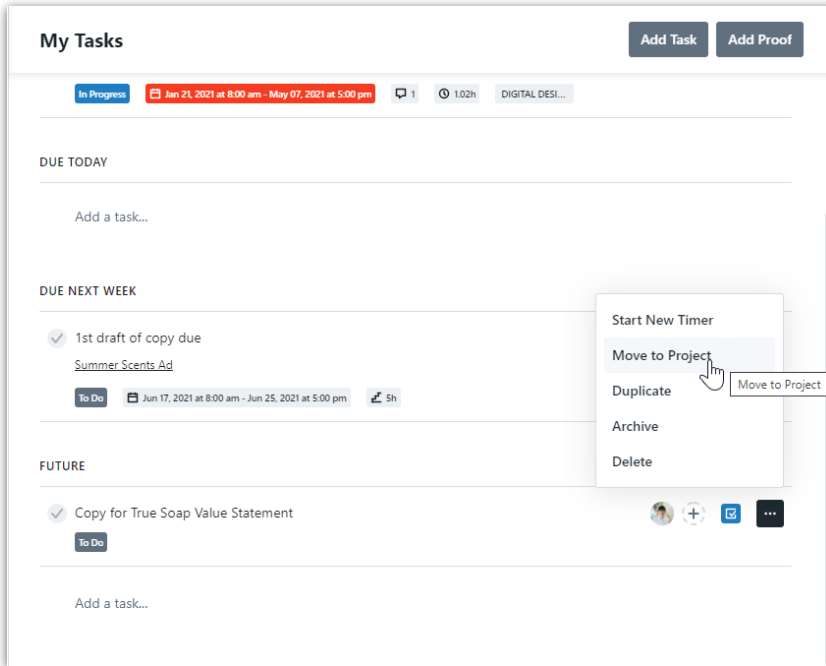 My Tasks
Add Task
Add Proof
In Progress
Jan 21, 2021 at 8:00 am - May 07, 2021 at 5:00 pm
1
1.02h
DIGITAL DESI...
DUE TODAY
Add a task...
DUE NEXT WEEK
1st draft of copy due
Summer Scents Ad
To Do
Jun 17, 2021 at 8:00 am - Jun 25, 2021 at 5:00 pm
5h
Start New Timer
Move to Project
Move to Project
Duplicate
Archive
Delete
FUTURE
Copy for True Soap Value Statement
To Do
Add a task...